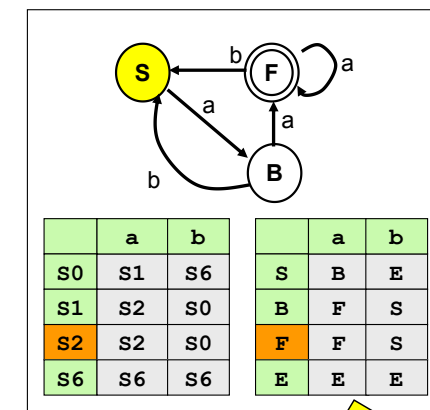 b
S
F
a
a
a
B
b
a b
S0 S1 S6
S1 S2 S0
S2 S2 S0
S6 S6 S6
a b
S B E
B F S
F F S
E E E